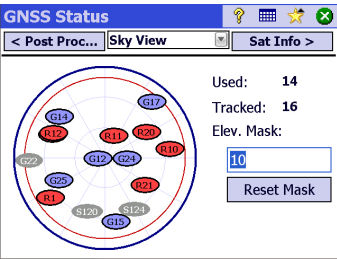 GNSS Status
< Post Proc... Sky View Sat Info >
Used: 14
Tracked: 16
Elev. Mask:
10
Reset Mask
G17
G14
R12 R11 R20
R10
G22 G12 G24
G25 R21
R1
S120 S124
G15